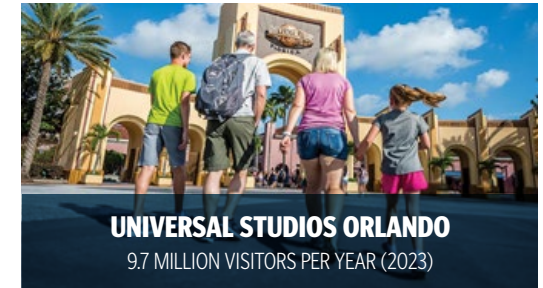 UNIVERSAL STUDIOS ORLANDO
9.7 MILLION VISITORS PER YEAR (2023)